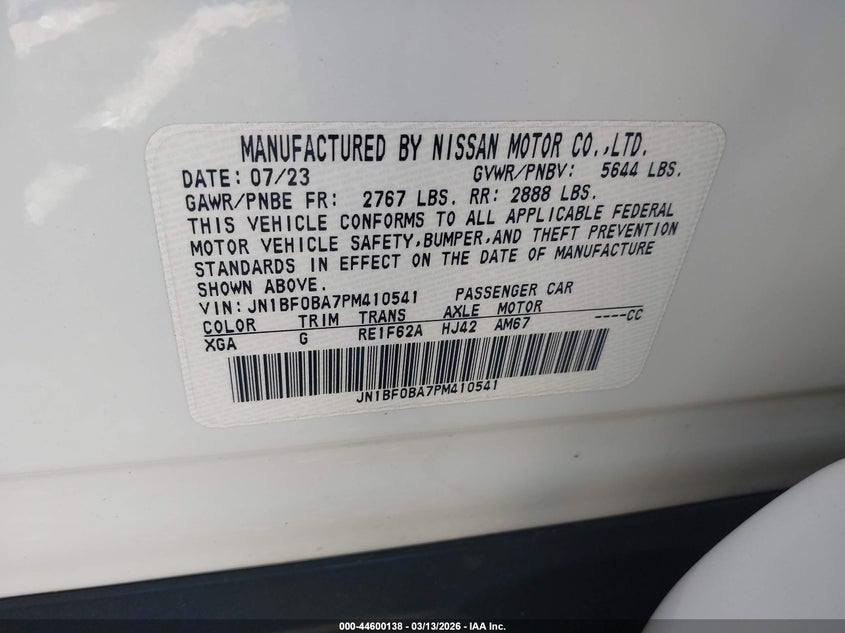 MANUFACTURED BY NISSAN MOTOR CO.,LTD.
DATE: 07/23 GVWR/PNBV: 5644 LBS.
GAWR/PNBE FR: 2767 LBS. RR: 2888 LBS.
THIS VEHICLE CONFORMS TO ALL APPLICABLE FEDERAL
MOTOR VEHICLE SAFETY,BUMPER,AND THEFT PREVENTION
STANDARDS IN EFFECT ON THE DATE OF MANUFACTURE
SHOWN ABOVE.
VIN:JN1BF0BA7PM410541 PASSENGER CAR
COLOR TRIM TRANS AXLE MOTOR
XGA G RE1F62A HJ42 AM67 ----CC
JN1BF0BA7PM410541
000-44600138 - 03/13/2026 - IAA Inc.